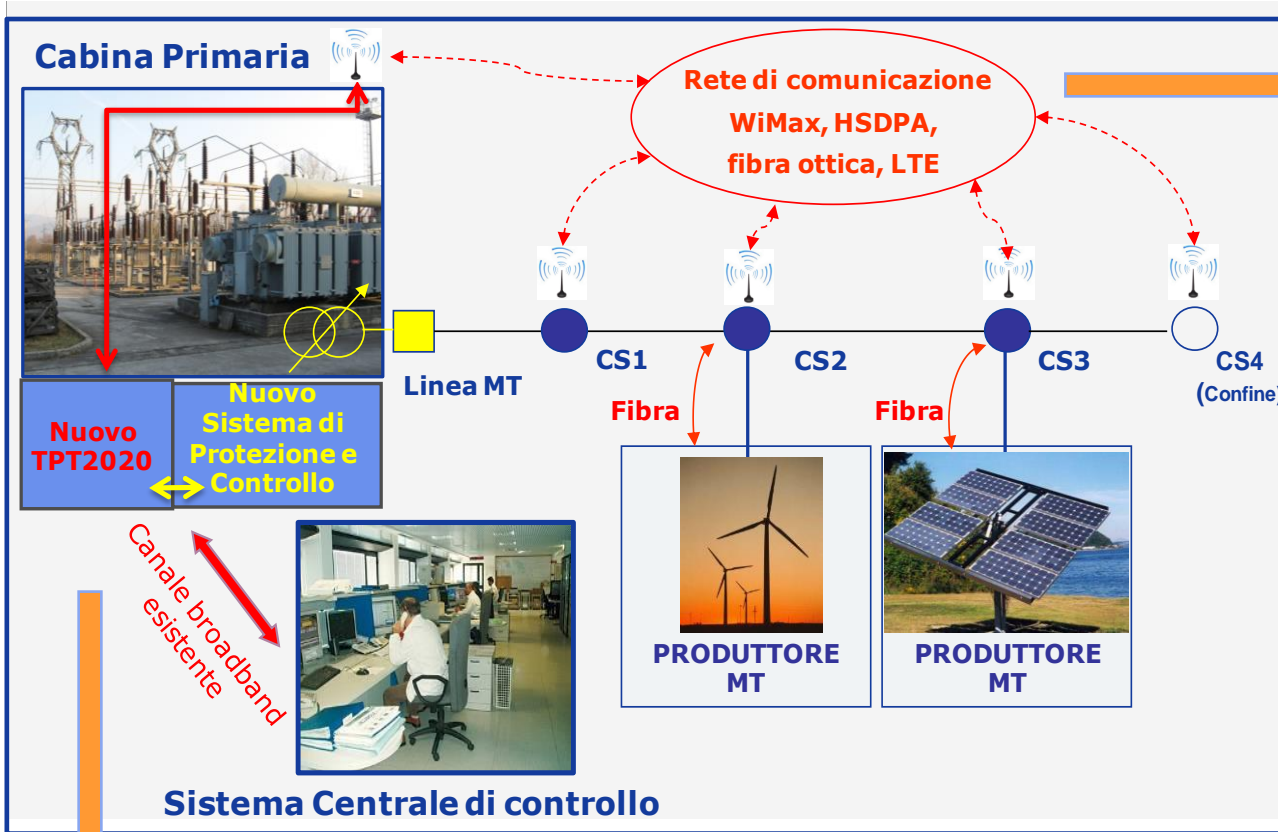 Cabina Primaria
Rete di comunicazione
WiMax, HSDPA,
fibra ottica, LTE
CS1
CS2
CS3
CS4
(Confine)
Linea MT
Fibra
Fibra
Nuovo
TPT2020
Nuovo
Sistema di
Protezione e
Controllo
Canale broadband
esistente
PRODUTTORE
MT
PRODUTTORE
MT
Sistema Centrale di controllo